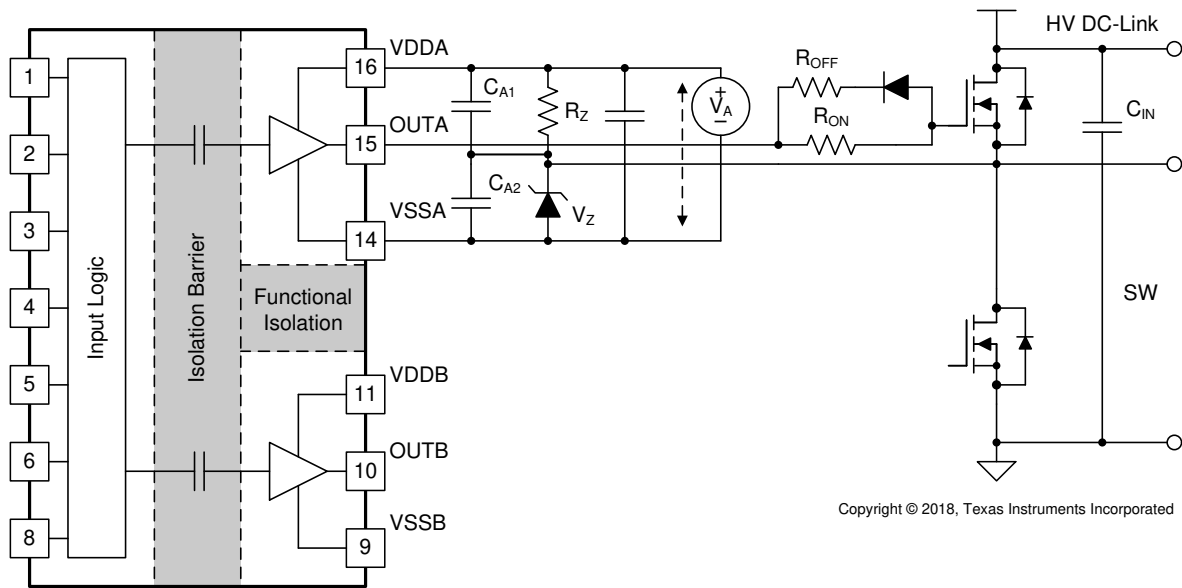 1
2
3
4
5
6
8
Input Logic
Isolation Barrier
Functional
Isolation
VDDA
16
OUTA
15
VSSA
14
VDDB
11
OUTB
10
VSSB
9
CA1
CA2
RZ
VZ
+
VA
–
ROFF
RON
HV DC-Link
CIN
SW
Copyright © 2018, Texas Instruments Incorporated